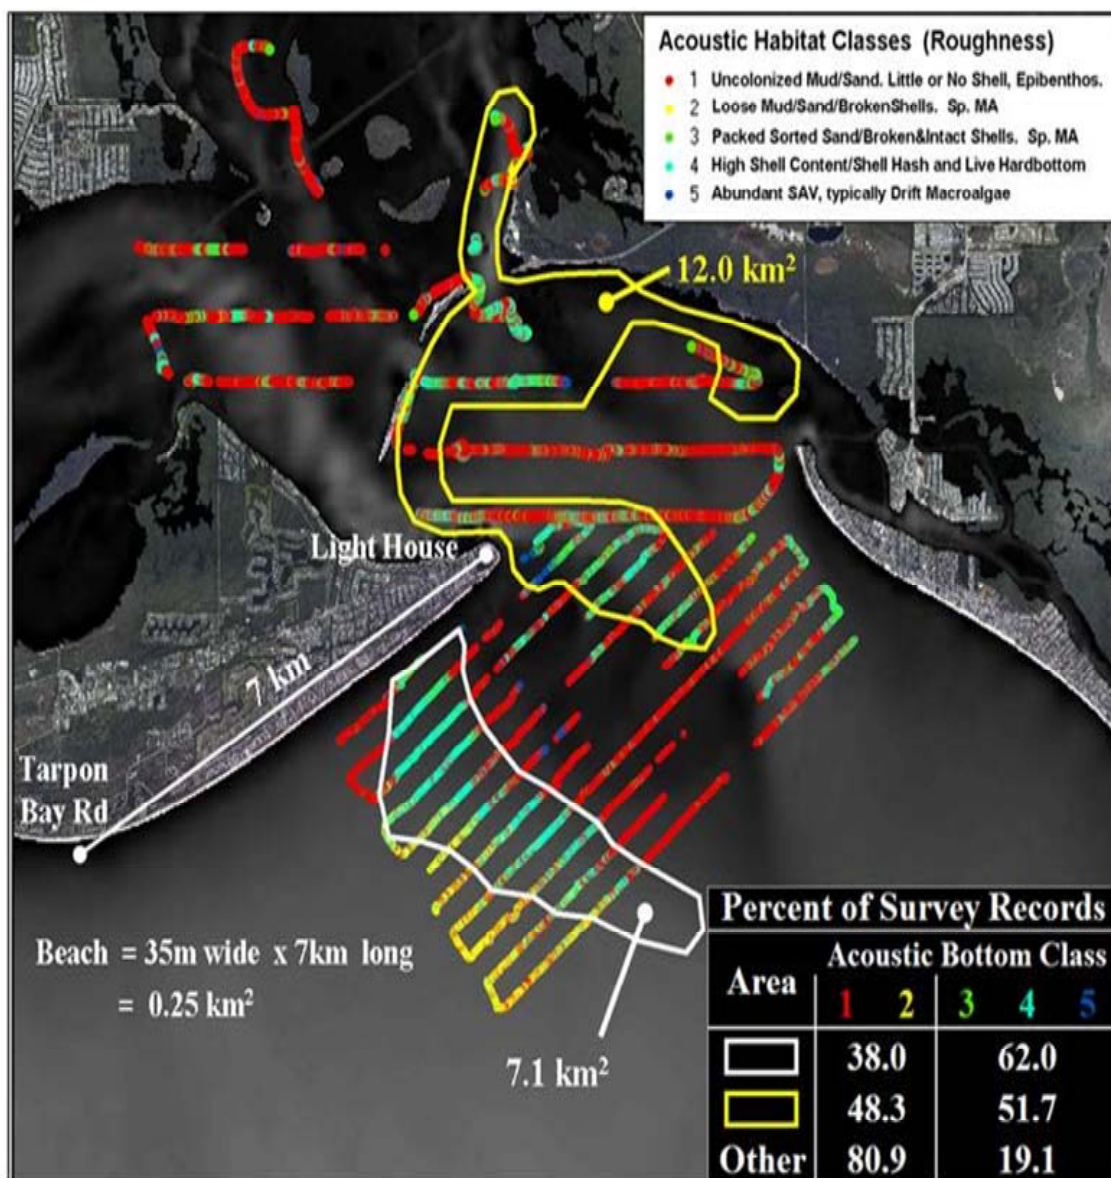 Acoustic Habitat Classes (Roughness)
1 Uncolonized Mud/Sand. Little or No Shell, Epibenthos.
2 Loose Mud/Sand/BrokenShells. Sp. MA
3 Packed Sorted Sand/Broken&Intact Shells. Sp. MA
4 High Shell Content/Shell Hash and Live Hardbottom
5 Abundant SAV, typically Drift Macroalgae
12.0 km²
Light House
7 km
Tarpon
Bay Rd
Beach = 35m wide x 7km long
= 0.25 km²
7.1 km²
Percent of Survey Records
Area
Acoustic Bottom Class
1 2 3 4 5
38.0 62.0
48.3 51.7
Other 80.9 19.1